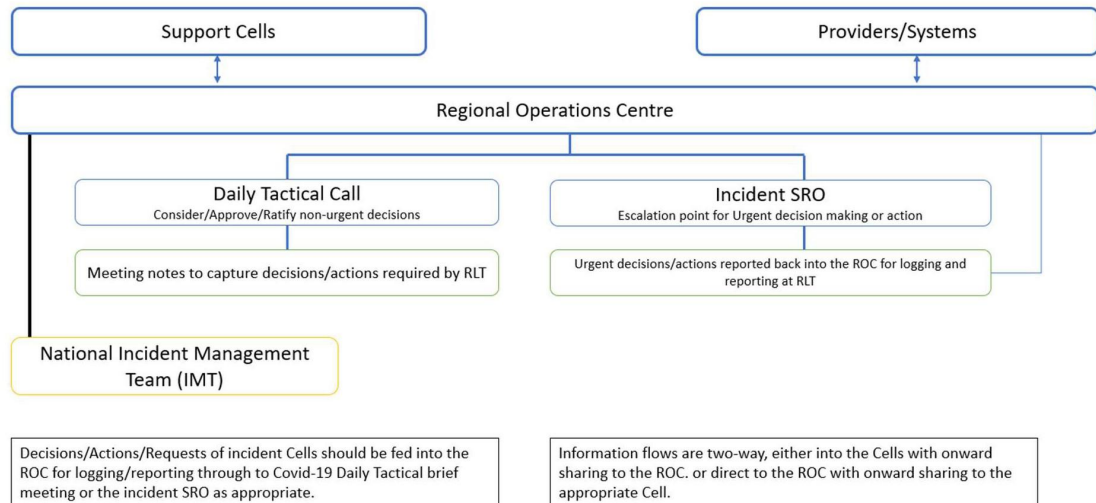 Support Cells
Providers/Systems
Regional Operations Centre
Daily Tactical Call
Consider/Approve/Ratify non-urgent decisions
Incident SRO
Escalation point for Urgent decision making or action
Meeting notes to capture decisions/actions required by RLT
Urgent decisions/actions reported back into the ROC for logging and
reporting at RLT
National Incident Management
Team (IMT)
Decisions/Actions/Requests of incident Cells should be fed into the
ROC for logging/reporting through to Covid-19 Daily Tactical brief
meeting or the incident SRO as appropriate.
Information flows are two-way, either into the Cells with onward
sharing to the ROC. or direct to the ROC with onward sharing to the
appropriate Cell.